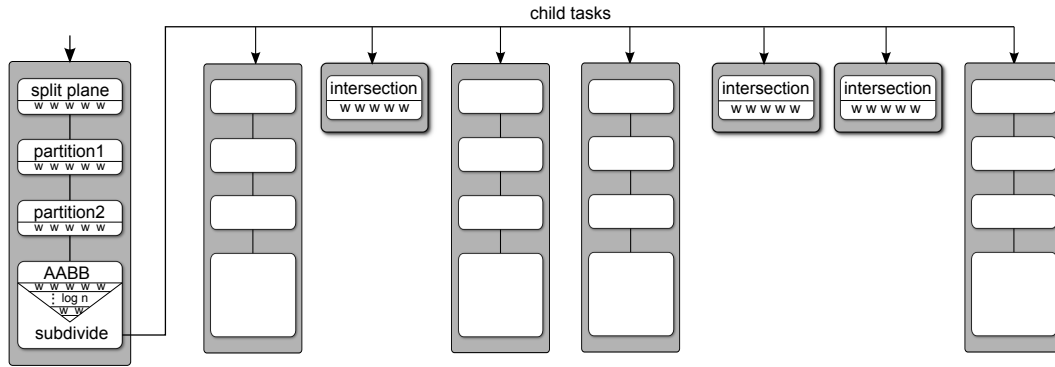 child tasks
split plane
w w w w w
partition1
w w w w w
partition2
w w w w w
AABB
w w w w w
⋮ log n
w w
subdivide
intersection
w w w w w
intersection
w w w w w
intersection
w w w w w